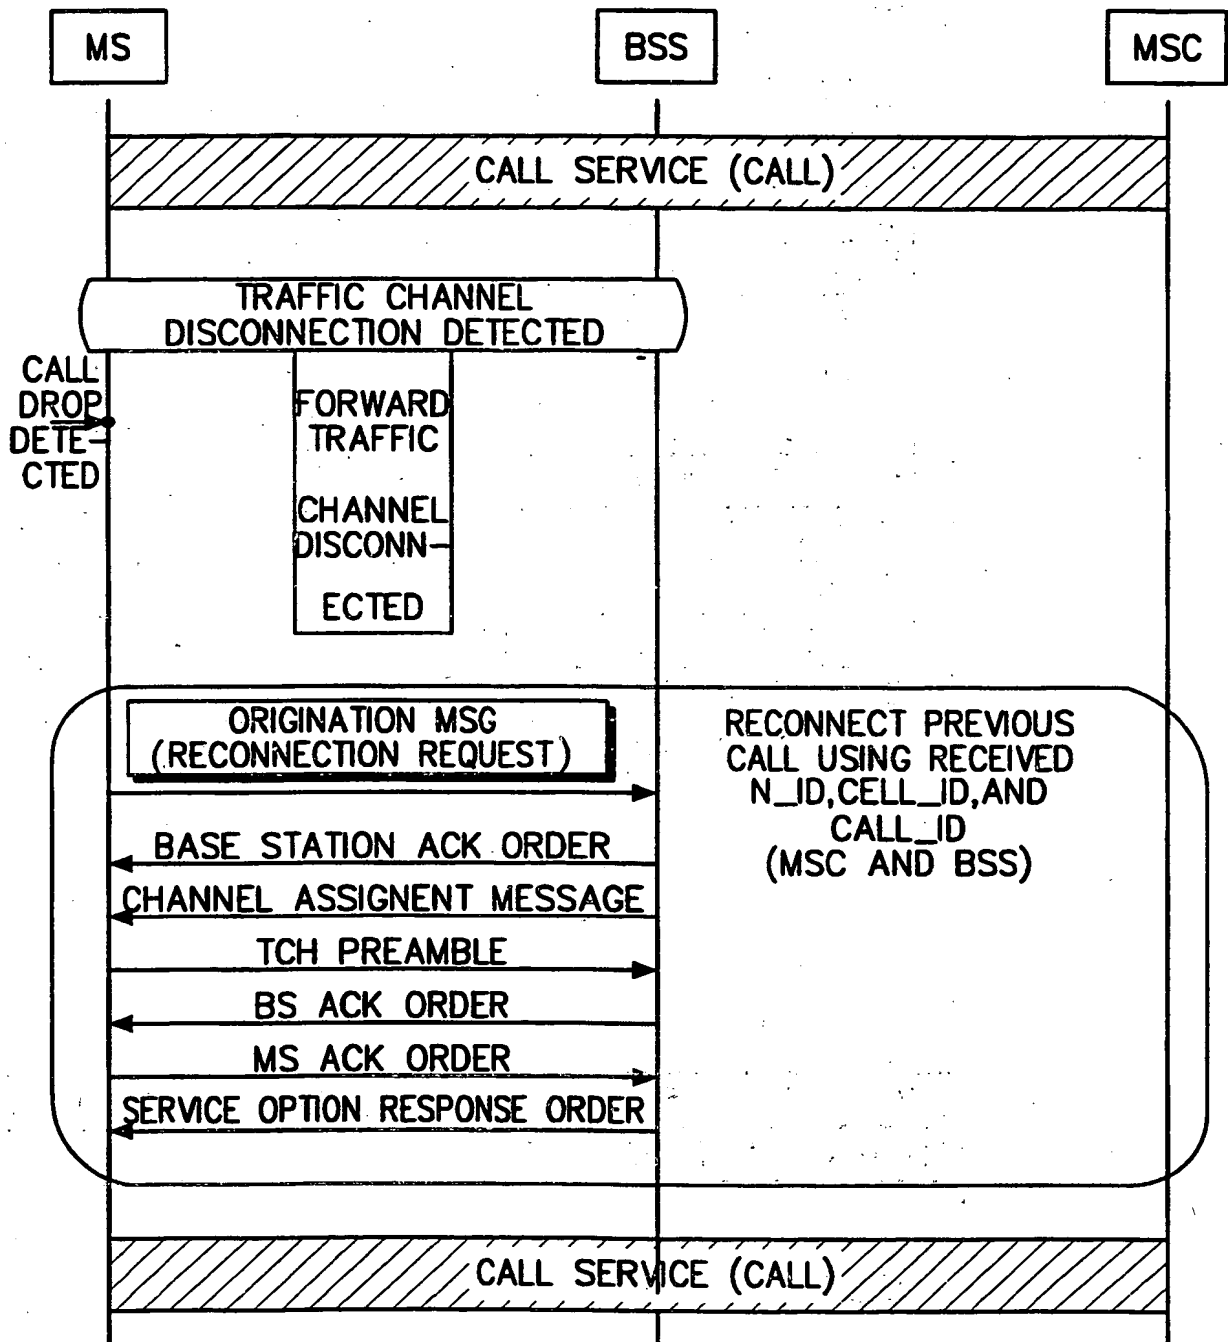 MS
BSS
MSC
CALL SERVICE (CALL)
TRAFFIC CHANNEL
DISCONNECTION DETECTED
CALL
DROP
DETE-
CTED
FORWARD
TRAFFIC
CHANNEL
DISCONN-
ECTED
ORIGINATION MSG
(RECONNECTION REQUEST)
RECONNECT PREVIOUS
CALL USING RECEIVED
N_ID,CELL_ID,AND
CALL_ID
(MSC AND BSS)
BASE STATION ACK ORDER
CHANNEL ASSIGNENT MESSAGE
TCH PREAMBLE
BS ACK ORDER
MS ACK ORDER
SERVICE OPTION RESPONSE ORDER
CALL SERVICE (CALL)